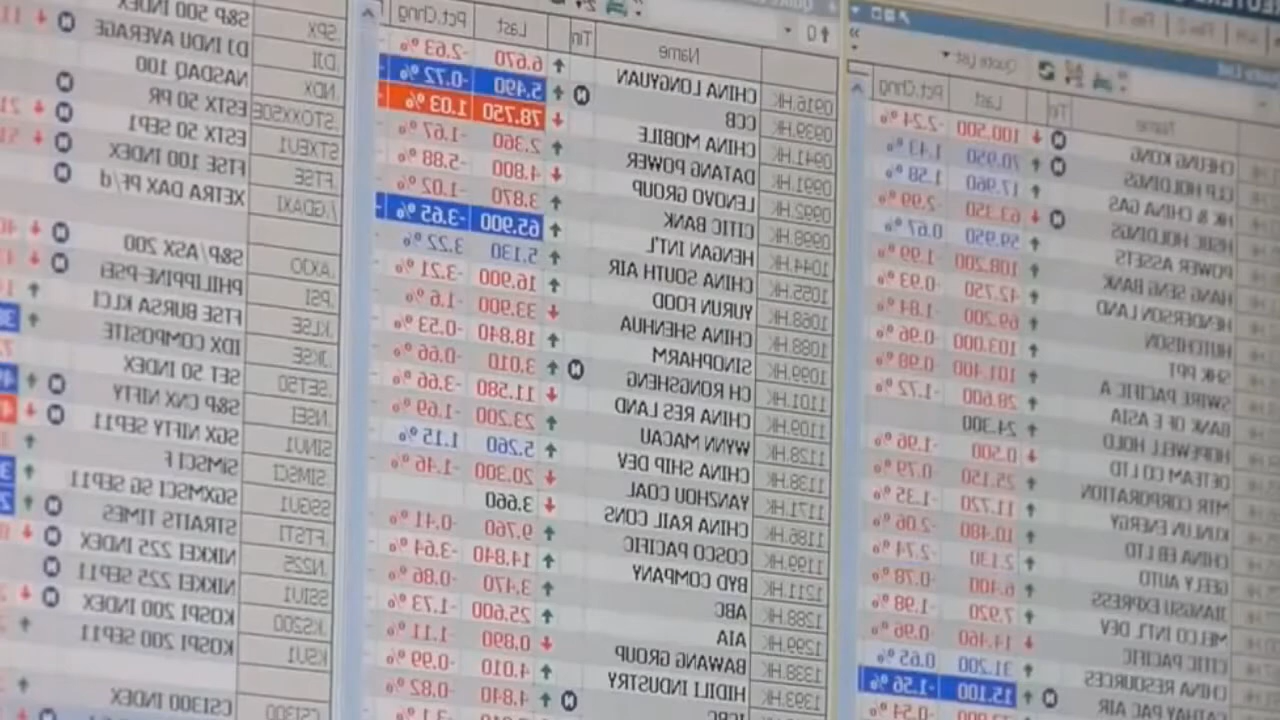 Quote List
Name Last Pct.Chng
CHEUNG KONG 100.500 -2.24 %
CLP HOLDINGS 70.950 1.43 %
HK & CHINA GAS 17.960 1.58 %
HSBC HOLDINGS 63.350 -2.99 %
POWER ASSETS 59.950 0.67 %
HANG SENG BANK 108.200 -1.99 %
HENDERSON LAND 42.750 -0.93 %
HUTCHISON 69.200 -1.84 %
SHK PPT 103.000 -0.96 %
SWIRE PACIFIC A 101.400 -0.98 %
BANK OF E ASIA 28.600 -1.72 %
HOPEWELL HOLD 24.300
DETEAM CO LTD 0.500 -1.96 %
MTR CORPORATION 25.150 -0.79 %
KUNLUN ENERGY 11.720 -1.35 %
CHINA EB LTD 10.480 -2.06 %
GEELY AUTO 2.130 -2.74 %
JIANGSU EXPRESS 6.400 -0.78 %
MELCO INT'L DEV 7.920 -1.98 %
CITIC PACIFIC 14.460 -0.96 %
CHINA RESOURCES 31.200 0.65 %
CATHAY PAC AIR 15.100 -1.56 %
Name Last Pct.Chng
0916.HK CHINA LONGYUAN 6.670 -2.63 %
0939.HK CCB 5.490 -0.72 %
0941.HK CHINA MOBILE 78.750 1.03 %
0991.HK DATANG POWER 2.360 -1.67 %
0992.HK LENOVO GROUP 4.800 -5.88 %
0998.HK CITIC BANK 3.870 -1.02 %
1044.HK HENGAN INT'L 65.900 -3.65 %
1055.HK CHINA SOUTH AIR 5.130 3.22 %
1068.HK YURUN FOOD 16.900 -3.21 %
1088.HK CHINA SHENHUA 33.900 -1.6 %
1099.HK SINOPHARM 18.840 -0.53 %
1101.HK CH RONGSHENG 3.010 -0.66 %
1109.HK CHINA RES LAND 11.580 -3.66 %
1128.HK WYNN MACAU 23.200 -1.69 %
1138.HK CHINA SHIP DEV 5.260 1.15 %
1171.HK YANZHOU COAL 20.300 -1.46 %
1186.HK CHINA RAIL CONS 3.660
1199.HK COSCO PACIFIC 9.760 -0.41 %
1211.HK BYD COMPANY 14.840 -3.64 %
1288.HK ABC 3.470 -0.86 %
1299.HK AIA 25.600 -1.73 %
1338.HK BAWANG GROUP 0.890 -1.11 %
1393.HK HIDILI INDUSTRY 4.010 -0.99 %
ICBC 4.840 -0.82 %
.SPX S&P 500 INDEX
.DJI DJ INDU AVERAGE
.NDX NASDAQ 100
.STOXX50E ESTX 50 PR
STXEU1 ESTX 50 SEP1
.FTSE FTSE 100 INDEX
/.GDAXI XETRA DAX PF/d
.AXJO S&P/ASX 200
.PSI PHILIPPINE PSEi
.KLSE FTSE BURSA KLCI
.JKSE IDX COMPOSITE
.SET50 SET 50 INDEX
.NSEI S&P CNX NIFTY
SINU1 SGX NIFTY SEP11
SIMSCI SIMSCI F
SSGU1 SGXMSCI SG SEP11
.FTSTI STRAITS TIMES
.N225 NIKKEI 225 INDEX
SSIU1 NIKKEI 225 SEP11
.KS200 KOSPI 200 INDEX
KSU1 KOSPI 200 SEP11
.CSI300 CSI300 INDEX